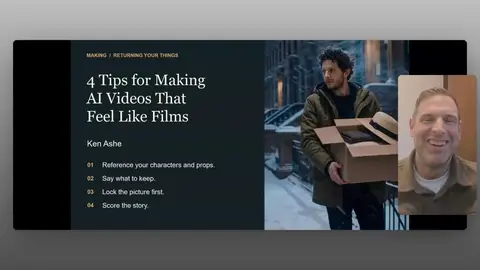 MAKING / RETURNING YOUR THINGS
4 Tips for Making
AI Videos That
Feel Like Films
Ken Ashe
01 Reference your characters and props.
02 Say what to keep.
03 Lock the picture first.
04 Score the story.